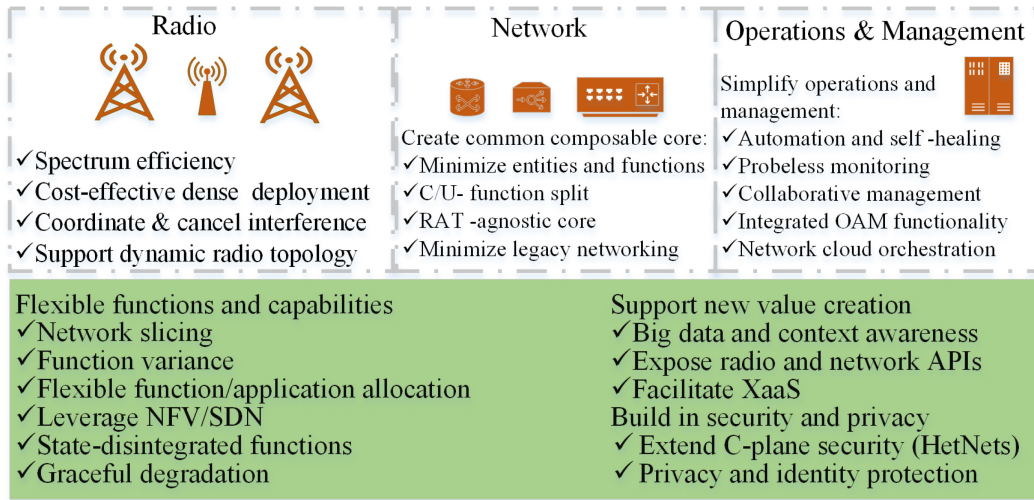 Radio
✓Spectrum efficiency
✓Cost-effective dense deployment
✓Coordinate & cancel interference
✓Support dynamic radio topology
Network
Create common composable core:
✓Minimize entities and functions
✓C/U- function split
✓RAT -agnostic core
✓Minimize legacy networking
Operations & Management
Simplify operations and
management:
✓Automation and self -healing
✓Probeless monitoring
✓Collaborative management
✓Integrated OAM functionality
✓Network cloud orchestration
Flexible functions and capabilities
✓Network slicing
✓Function variance
✓Flexible function/application allocation
✓Leverage NFV/SDN
✓State-disintegrated functions
✓Graceful degradation
Support new value creation
✓Big data and context awareness
✓Expose radio and network APIs
✓Facilitate XaaS
Build in security and privacy
✓ Extend C-plane security (HetNets)
✓ Privacy and identity protection